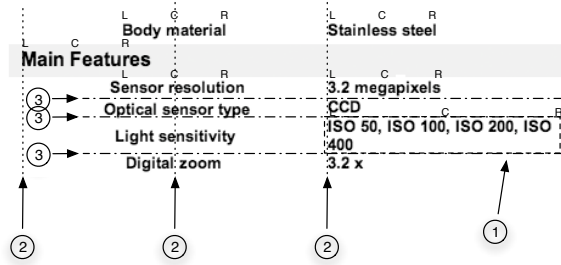 L C R L C R
Body material Stainless steel
L C R
Main Features
L C R L C R
Sensor resolution 3.2 megapixels
3
Optical sensor type CCD
3
L C R
Light sensitivity ISO 50, ISO 100, ISO 200, ISO
400
3
Digital zoom 3.2 x
2 2 2 1